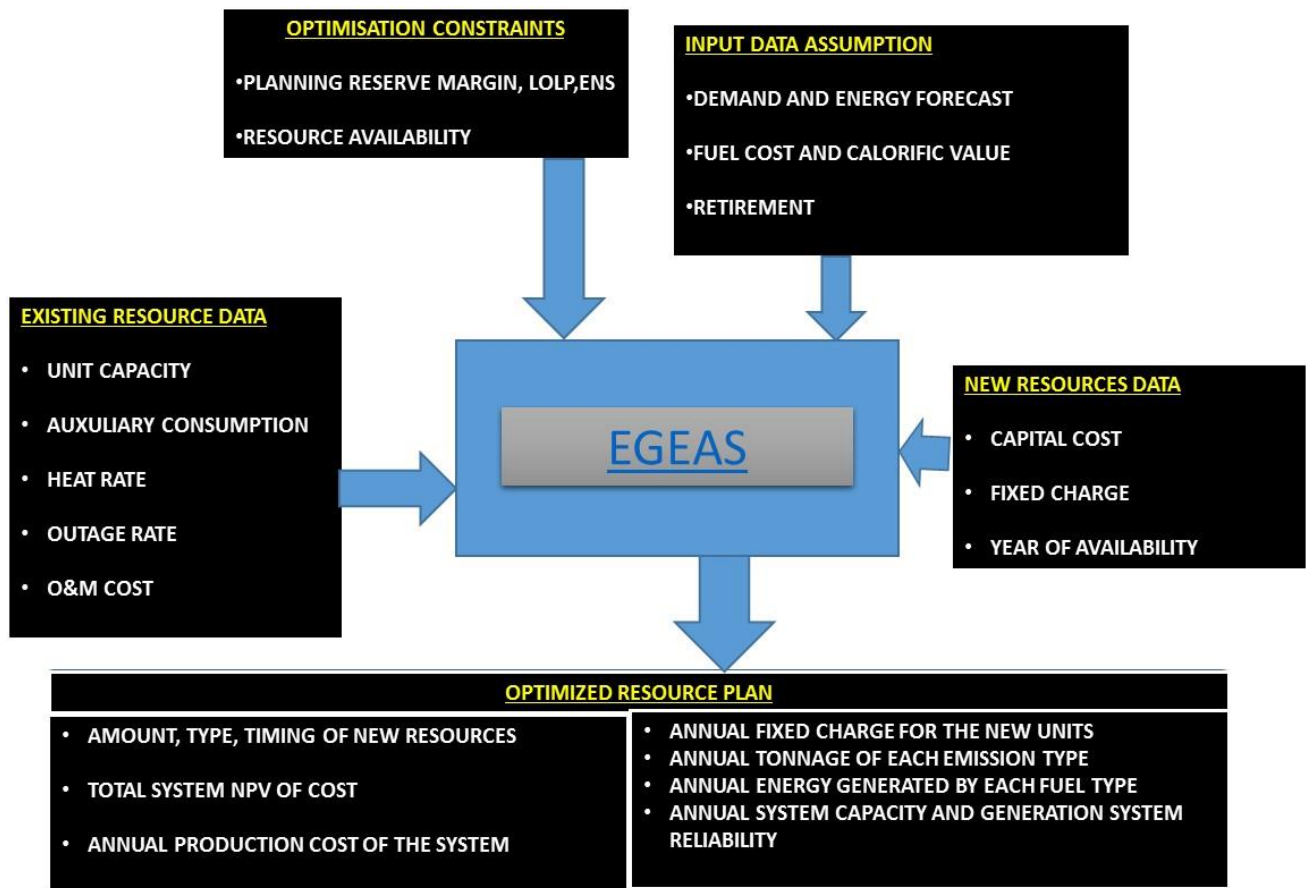 OPTIMISATION CONSTRAINTS
•PLANNING RESERVE MARGIN, LOLP,ENS
•RESOURCE AVAILABILITY
INPUT DATA ASSUMPTION
•DEMAND AND ENERGY FORECAST
•FUEL COST AND CALORIFIC VALUE
•RETIREMENT
EXISTING RESOURCE DATA
• UNIT CAPACITY
• AUXULIARY CONSUMPTION
• HEAT RATE
• OUTAGE RATE
• O&M COST
EGEAS
NEW RESOURCES DATA
• CAPITAL COST
• FIXED CHARGE
• YEAR OF AVAILABILITY
OPTIMIZED RESOURCE PLAN
• AMOUNT, TYPE, TIMING OF NEW RESOURCES
• TOTAL SYSTEM NPV OF COST
• ANNUAL PRODUCTION COST OF THE SYSTEM
• ANNUAL FIXED CHARGE FOR THE NEW UNITS
• ANNUAL TONNAGE OF EACH EMISSION TYPE
• ANNUAL ENERGY GENERATED BY EACH FUEL TYPE
• ANNUAL SYSTEM CAPACITY AND GENERATION SYSTEM
RELIABILITY